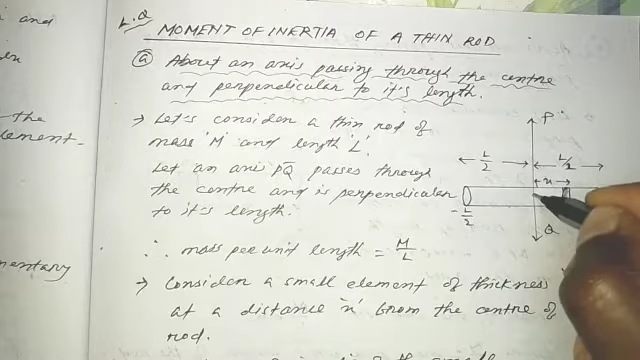 i and
L.Q
MOMENT OF INERTIA OF A THIN ROD
(a) About an axis passing through the centre
and perpendicular to it's length.
the
→ Let's consider a thin rod of
mass 'M' and length 'L'.
Let an axis PQ passes through
the centre and is perpendicular
to it's length.
P
L/2
L/2
x
-L/2
Q
∴ mass per unit length = M/L
mentary
→ Consider a small element of thickness
at a distance 'x' from the centre of
rod.